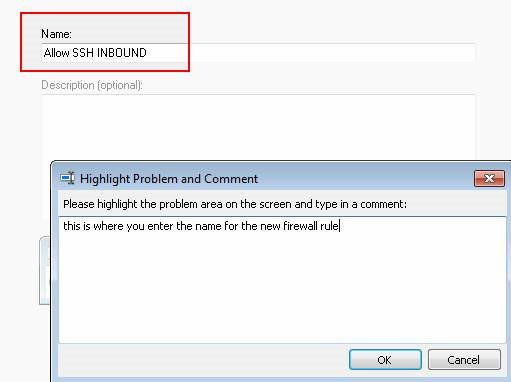 Name:
Allow SSH INBOUND
Description (optional):
Highlight Problem and Comment
Please highlight the problem area on the screen and type in a comment:
this is where you enter the name for the new firewall rule
OK
Cancel